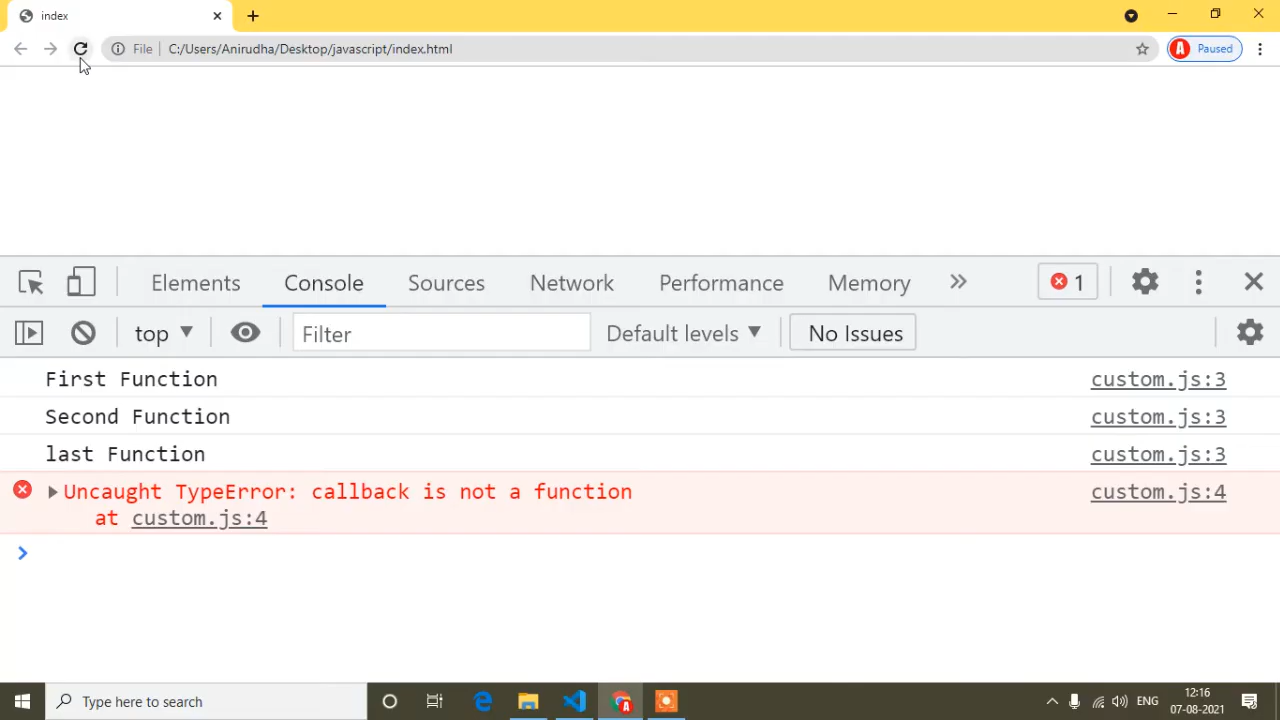 index
File
C:/Users/Anirudha/Desktop/javascript/index.html
A
Paused
Elements Console Sources Network Performance Memory
1
top
Filter
Default levels
No Issues
First Function custom.js:3
Second Function custom.js:3
last Function custom.js:3
Uncaught TypeError: callback is not a function custom.js:4
at custom.js:4
Type here to search
A
ENG
12:16
07-08-2021